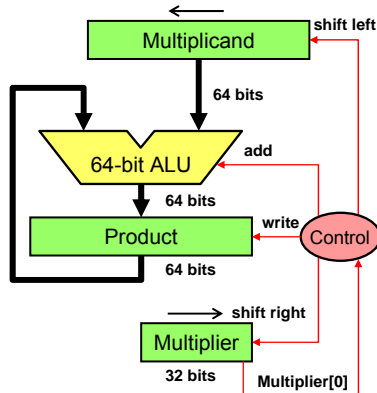 shift left
Multiplicand
64 bits
add
64-bit ALU
64 bits
write
Product
Control
64 bits
shift right
Multiplier
32 bits
Multiplier[0]